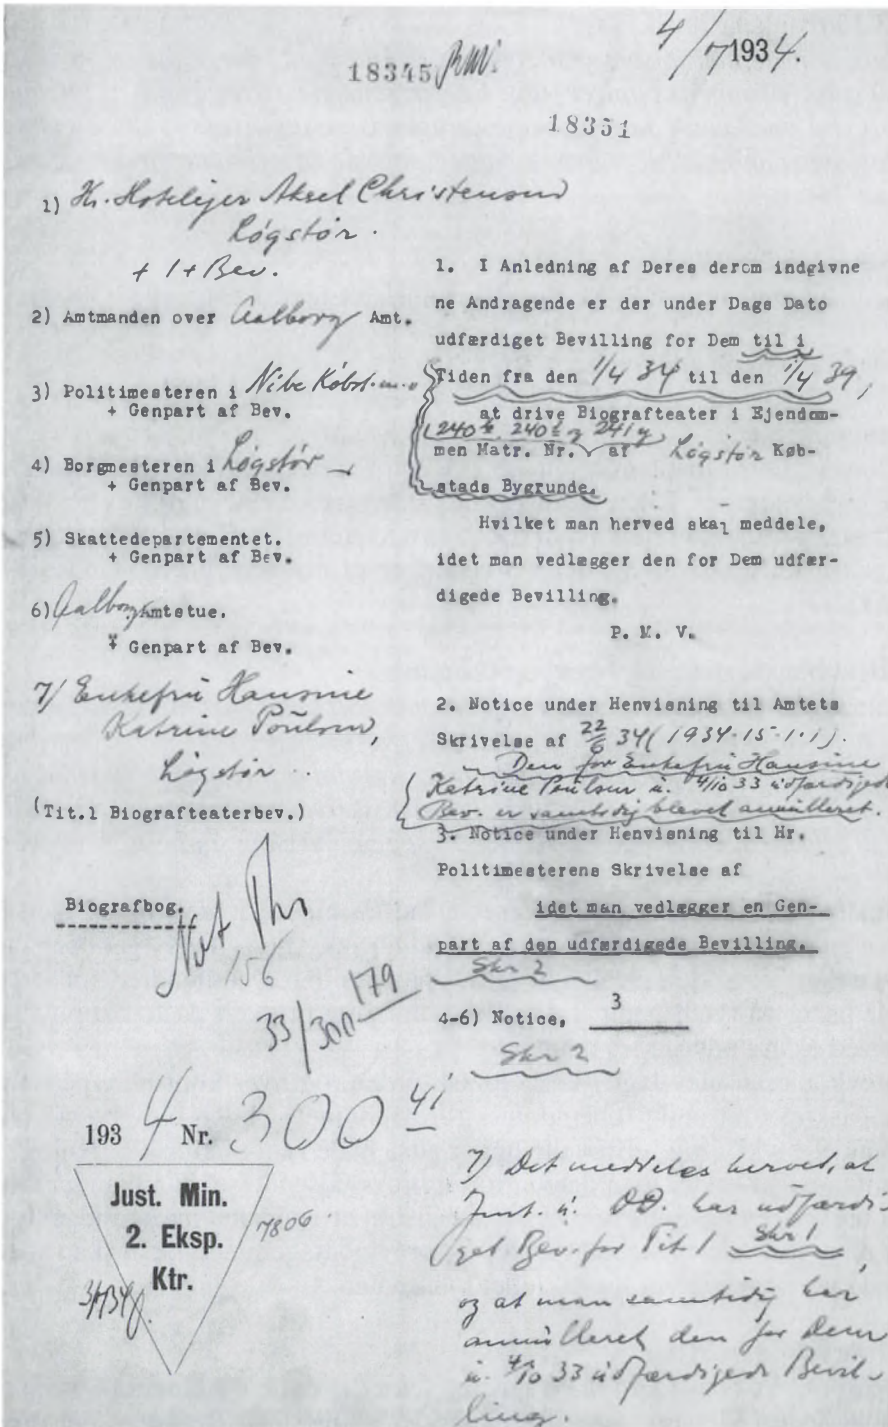 4/7 1934.
18345
18351
1) Hr. Hotelejer Aksel Christensen
Løgstør.
+ 1 + Bev.
2) Amtmanden over Aalborg Amt.
3) Politimesteren i Nibe Købst. m. v
+ Genpart af Bev.
4) Borgmesteren i Løgstør
+ Genpart af Bev.
5) Skattedepartementet.
+ Genpart af Bev.
6) Aalborg Amtstue.
+ Genpart af Bev.
7/ Enkefru Hansine
Katrine Poulsen,
Løgstør
(Tit.1 Biografteaterbev.)
Biografbog.
Not.
156
33/300 179
1934 Nr. 300 41
Just. Min.
2. Eksp.
Ktr.
7806
1. I Anledning af Deres derom indgivne
ne Andragende er der under Dags Dato
udfærdiget Bevilling for Dem til i
Tiden fra den 1/4 34 til den 1/4 39,
at drive Biografteater i Ejendom-
240 240 og 241
men Matr. Nr. af Løgstør Køb-
stads Bygrunde.
Hvilket man herved skal meddele,
idet man vedlægger den for Dem udfær-
digede Bevilling.
P. M. V.
2. Notice under Henvisning til Amtets
Skrivelse af 22/6 34 (1934-15-1-1).
Den for Enkefru Hansine
Katrine Poulsen u. 4/10 33 udfærdigede
Bev. er samtidig blevet annulleret.
3. Notice under Henvisning til Hr.
Politimesterens Skrivelse af
idet man vedlægger en Gen-
part af den udfærdigede Bevilling.
Skr 2
4-6) Notice, 3
Skr 2
7) Det meddeles herved, at
Just. M. D.D. har udfærdi-
get Bev. for Tit. 1 Skr 1,
og at man samtidig har
annulleret den for Dem
u. 4/10 33 udfærdigede Bevil-
ling.